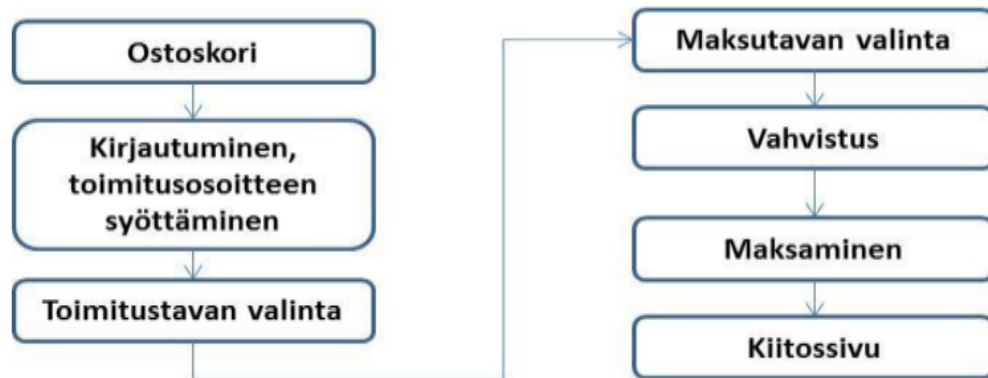 Ostoskori
Kirjautuminen,
toimitusosoitteen
syöttäminen
Toimitustavan valinta
Maksutavan valinta
Vahvistus
Maksaminen
Kiitossivu